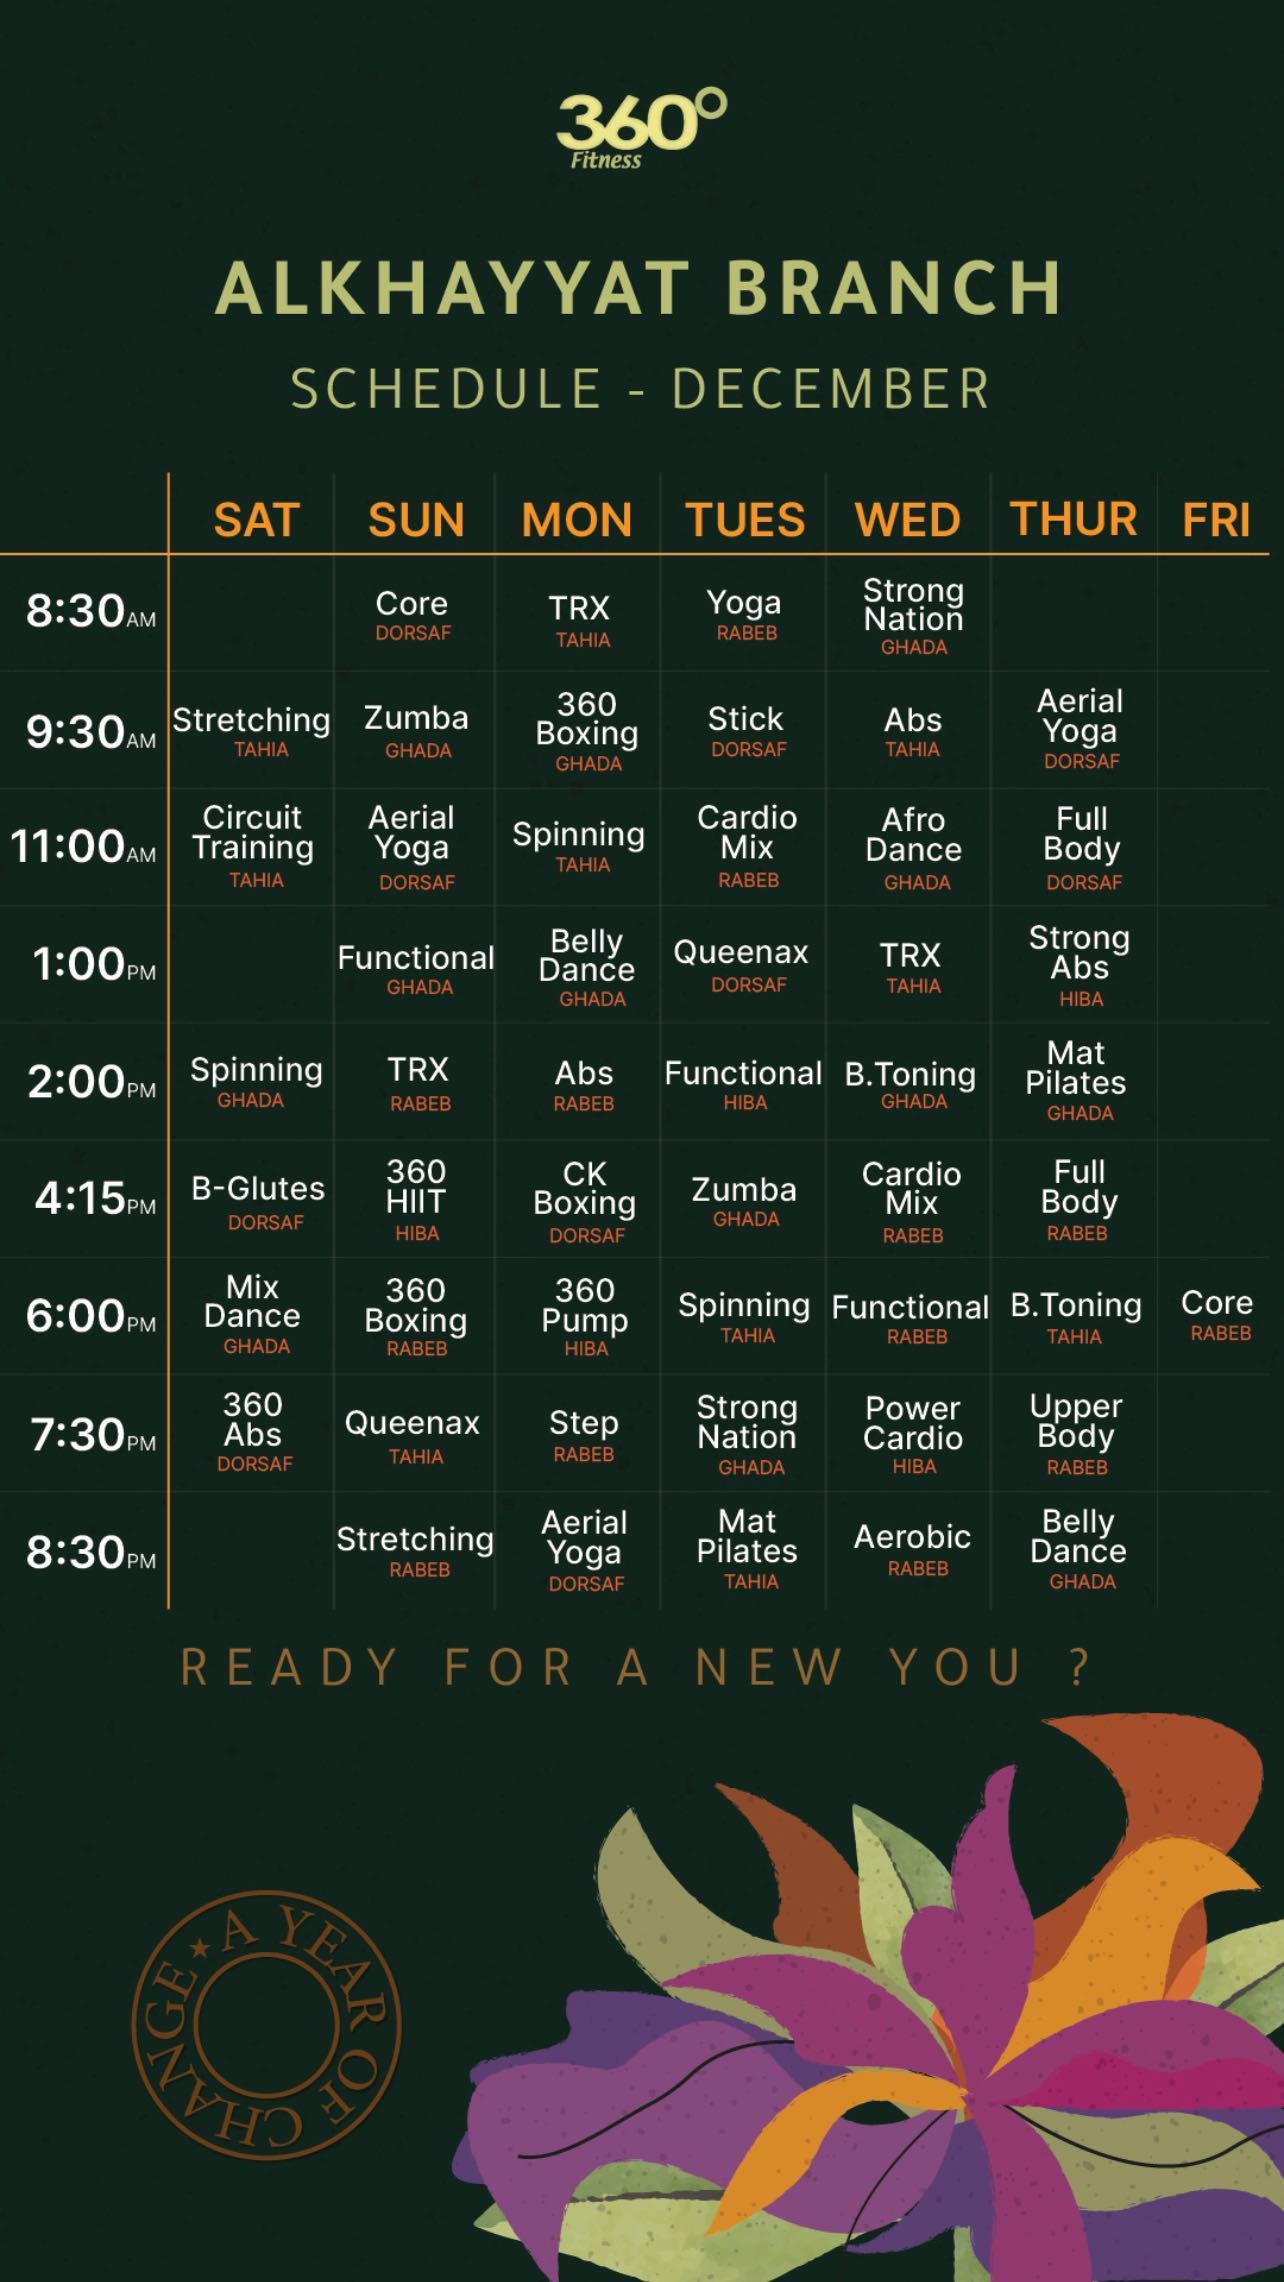 360°
Fitness
ALKHAYYAT BRANCH
SCHEDULE - DECEMBER
SAT SUN MON TUES WED THUR FRI
8:30AM
Core
DORSAF
TRX
TAHIA
Yoga
RABEB
Strong
Nation
GHADA
9:30AM
Stretching
TAHIA
Zumba
GHADA
360
Boxing
GHADA
Stick
DORSAF
Abs
TAHIA
Aerial
Yoga
DORSAF
11:00AM
Circuit
Training
TAHIA
Aerial
Yoga
DORSAF
Spinning
TAHIA
Cardio
Mix
RABEB
Afro
Dance
GHADA
Full
Body
DORSAF
1:00PM
Functional
GHADA
Belly
Dance
GHADA
Queenax
DORSAF
TRX
TAHIA
Strong
Abs
HIBA
2:00PM
Spinning
GHADA
TRX
RABEB
Abs
RABEB
Functional
HIBA
B.Toning
GHADA
Mat
Pilates
GHADA
4:15PM
B-Glutes
DORSAF
360
HIIT
HIBA
CK
Boxing
DORSAF
Zumba
GHADA
Cardio
Mix
RABEB
Full
Body
RABEB
6:00PM
Mix
Dance
GHADA
360
Boxing
RABEB
360
Pump
HIBA
Spinning
TAHIA
Functional
RABEB
B.Toning
TAHIA
Core
RABEB
7:30PM
360
Abs
DORSAF
Queenax
TAHIA
Step
RABEB
Strong
Nation
GHADA
Power
Cardio
HIBA
Upper
Body
RABEB
8:30PM
Stretching
RABEB
Aerial
Yoga
DORSAF
Mat
Pilates
TAHIA
Aerobic
RABEB
Belly
Dance
GHADA
READY FOR A NEW YOU ?
★ A YEAR OF CHANGE